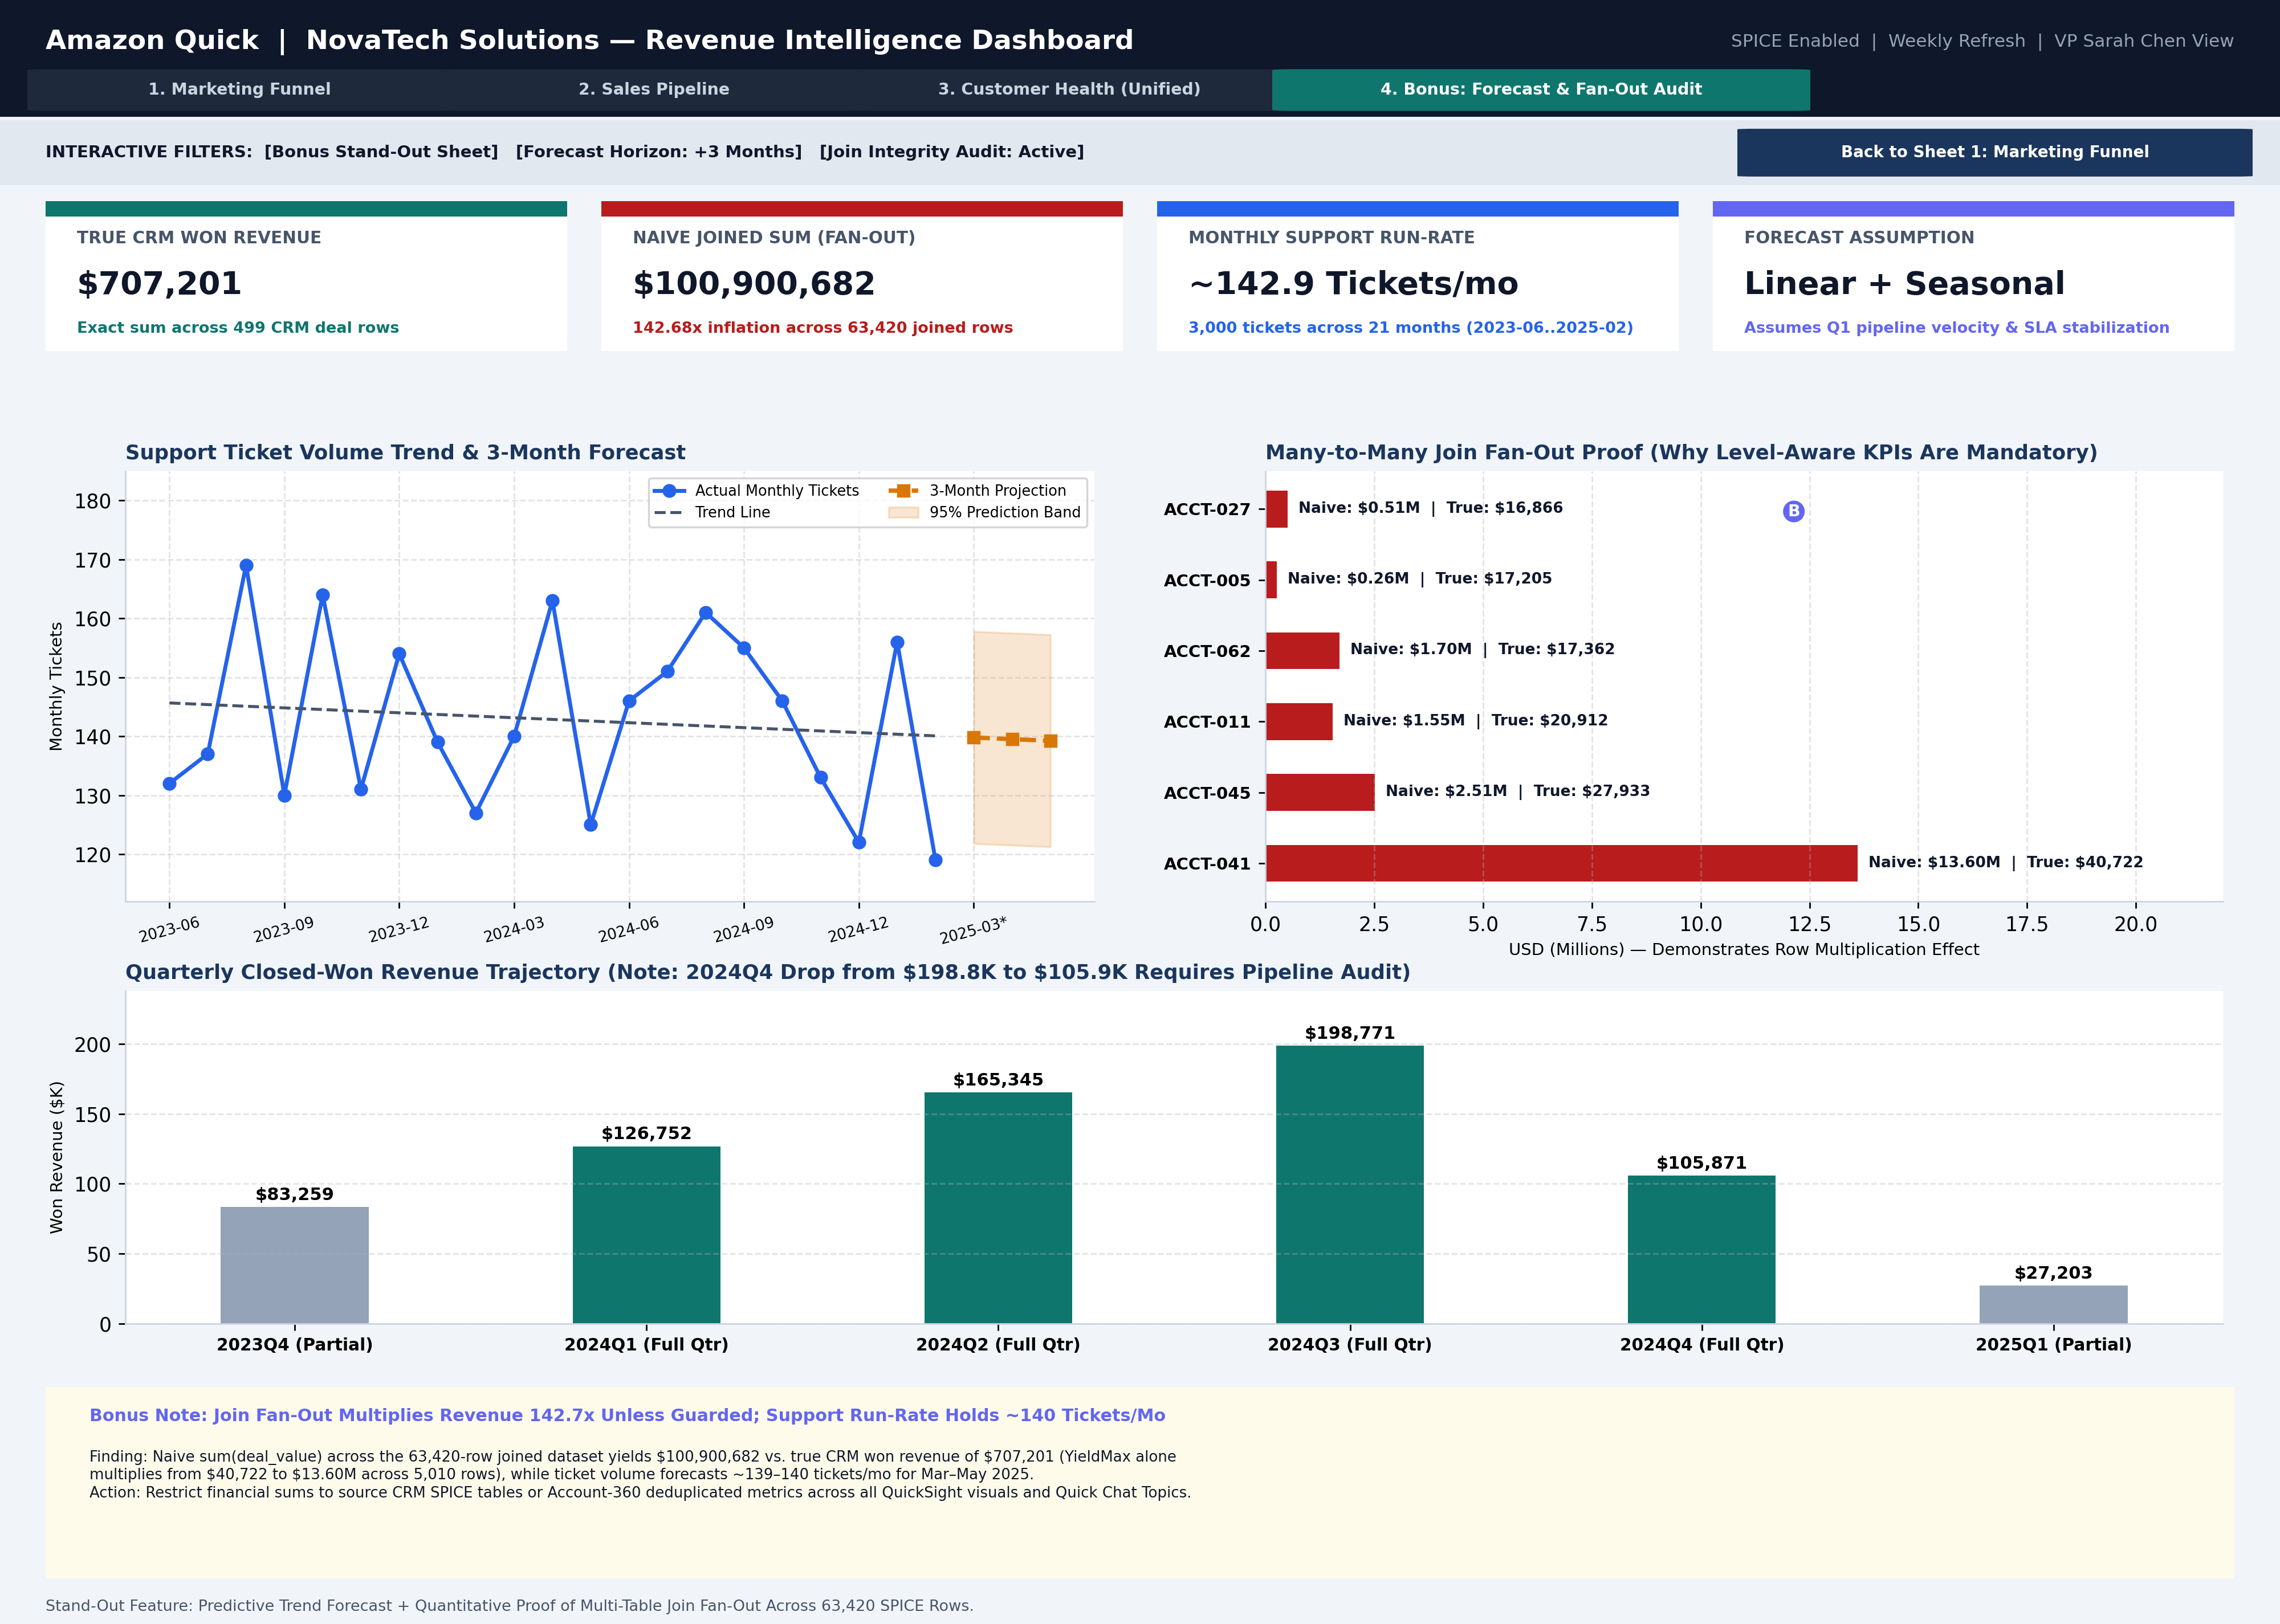 Amazon Quick | NovaTech Solutions — Revenue Intelligence Dashboard
SPICE Enabled | Weekly Refresh | VP Sarah Chen View
1. Marketing Funnel
2. Sales Pipeline
3. Customer Health (Unified)
4. Bonus: Forecast & Fan-Out Audit
INTERACTIVE FILTERS: [Bonus Stand-Out Sheet] [Forecast Horizon: +3 Months] [Join Integrity Audit: Active]
Back to Sheet 1: Marketing Funnel
TRUE CRM WON REVENUE
$707,201
Exact sum across 499 CRM deal rows
NAIVE JOINED SUM (FAN-OUT)
$100,900,682
142.68x inflation across 63,420 joined rows
MONTHLY SUPPORT RUN-RATE
~142.9 Tickets/mo
3,000 tickets across 21 months (2023-06..2025-02)
FORECAST ASSUMPTION
Linear + Seasonal
Assumes Q1 pipeline velocity & SLA stabilization
Support Ticket Volume Trend & 3-Month Forecast
Actual Monthly Tickets
Trend Line
3-Month Projection
95% Prediction Band
Monthly Tickets
180
170
160
150
140
130
120
2023-06
2023-09
2023-12
2024-03
2024-06
2024-09
2024-12
2025-03*
Many-to-Many Join Fan-Out Proof (Why Level-Aware KPIs Are Mandatory)
ACCT-027
Naive: $0.51M | True: $16,866
B
ACCT-005
Naive: $0.26M | True: $17,205
ACCT-062
Naive: $1.70M | True: $17,362
ACCT-011
Naive: $1.55M | True: $20,912
ACCT-045
Naive: $2.51M | True: $27,933
ACCT-041
Naive: $13.60M | True: $40,722
0.0
2.5
5.0
7.5
10.0
12.5
15.0
17.5
20.0
USD (Millions) — Demonstrates Row Multiplication Effect
Quarterly Closed-Won Revenue Trajectory (Note: 2024Q4 Drop from $198.8K to $105.9K Requires Pipeline Audit)
Won Revenue ($K)
200
150
100
50
0
$83,259
$126,752
$165,345
$198,771
$105,871
$27,203
2023Q4 (Partial)
2024Q1 (Full Qtr)
2024Q2 (Full Qtr)
2024Q3 (Full Qtr)
2024Q4 (Full Qtr)
2025Q1 (Partial)
Bonus Note: Join Fan-Out Multiplies Revenue 142.7x Unless Guarded; Support Run-Rate Holds ~140 Tickets/Mo
Finding: Naive sum(deal_value) across the 63,420-row joined dataset yields $100,900,682 vs. true CRM won revenue of $707,201 (YieldMax alone
multiplies from $40,722 to $13.60M across 5,010 rows), while ticket volume forecasts ~139–140 tickets/mo for Mar–May 2025.
Action: Restrict financial sums to source CRM SPICE tables or Account-360 deduplicated metrics across all QuickSight visuals and Quick Chat Topics.
Stand-Out Feature: Predictive Trend Forecast + Quantitative Proof of Multi-Table Join Fan-Out Across 63,420 SPICE Rows.